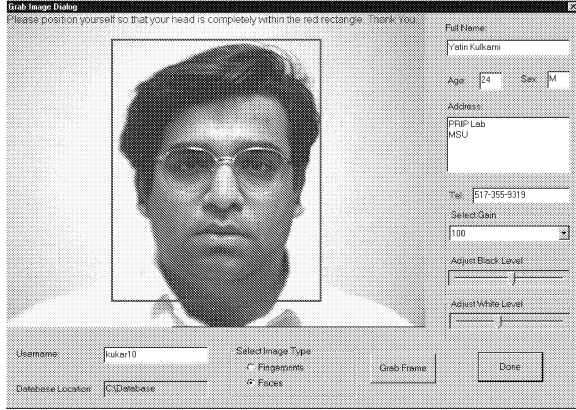 Grab Image Dialog
Please position yourself so that your head is completely within the red rectangle. Thank You.
Full Name:
Yatin Kulkarni
Age: 24 Sex: M
Address:
PRIP Lab
MSU
Tel: 517-355-9319
Select Gain
100
Adjust Black Level
Adjust White Level
Username: kukar10
Database Location: C:\Database
Select Image Type
Fingerprints
Faces
Grab Frame
Done